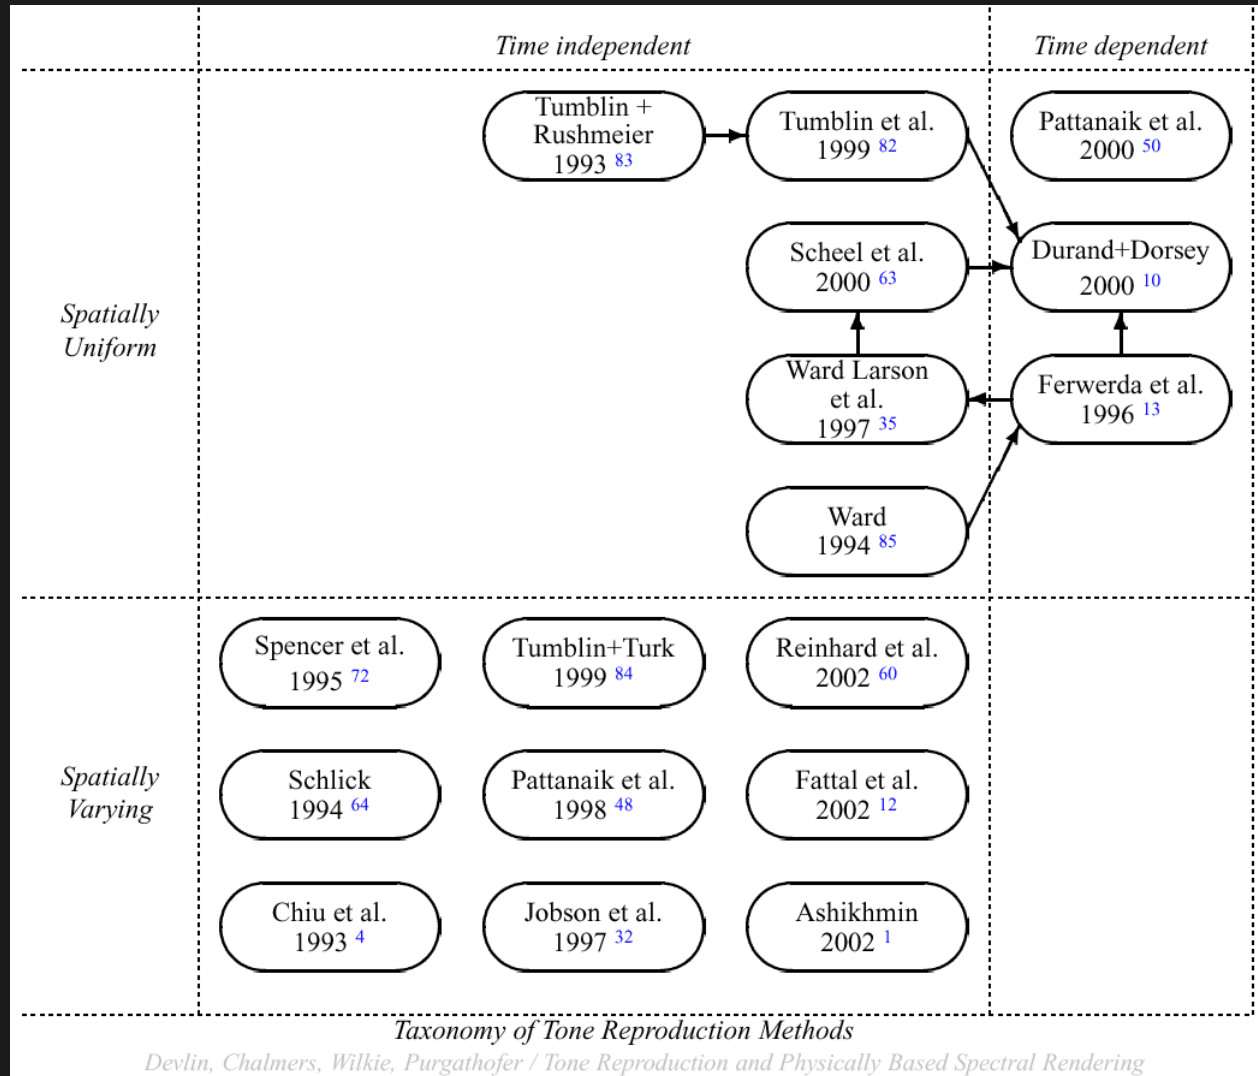 Time independent
Time dependent
Spatially
Uniform
Tumblin +
Rushmeier
1993 83
Tumblin et al.
1999 82
Pattanaik et al.
2000 50
Scheel et al.
2000 63
Durand+Dorsey
2000 10
Ward Larson
et al.
1997 35
Ferwerda et al.
1996 13
Ward
1994 85
Spatially
Varying
Spencer et al.
1995 72
Tumblin+Turk
1999 84
Reinhard et al.
2002 60
Schlick
1994 64
Pattanaik et al.
1998 48
Fattal et al.
2002 12
Chiu et al.
1993 4
Jobson et al.
1997 32
Ashikhmin
2002 1
Taxonomy of Tone Reproduction Methods
Devlin, Chalmers, Wilkie, Purgathofer / Tone Reproduction and Physically Based Spectral Rendering